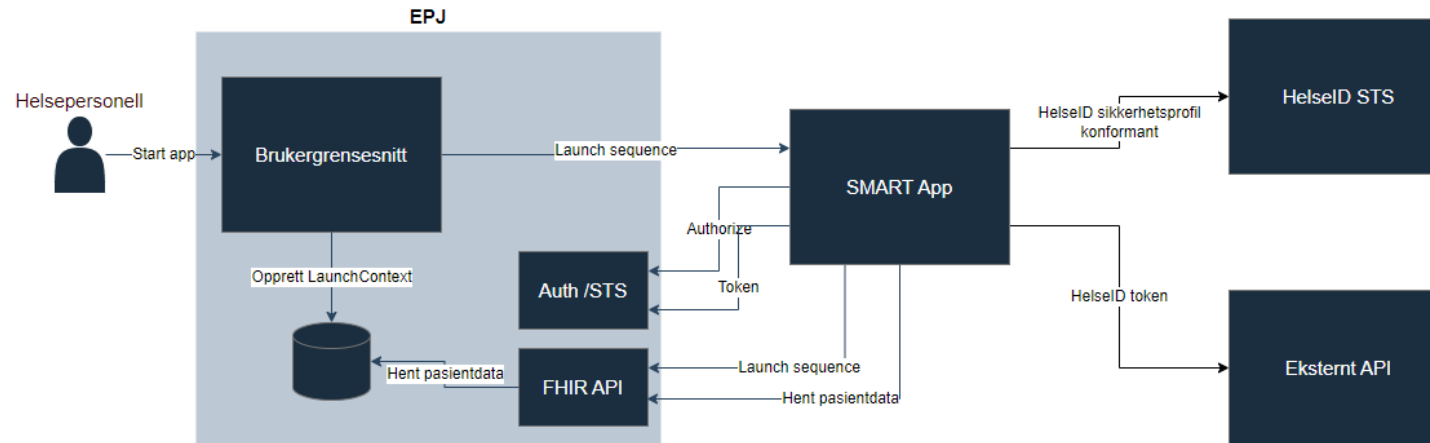 EPJ
Helsepersonell
Start app
Brukergrensesnitt
Launch sequence
SMART App
HelseID sikkerhetsprofil
konformant
HelseID STS
Authorize
Opprett LaunchContext
Auth /STS
Token
HelseID token
Hent pasientdata
FHIR API
Launch sequence
Hent pasientdata
Eksternt API